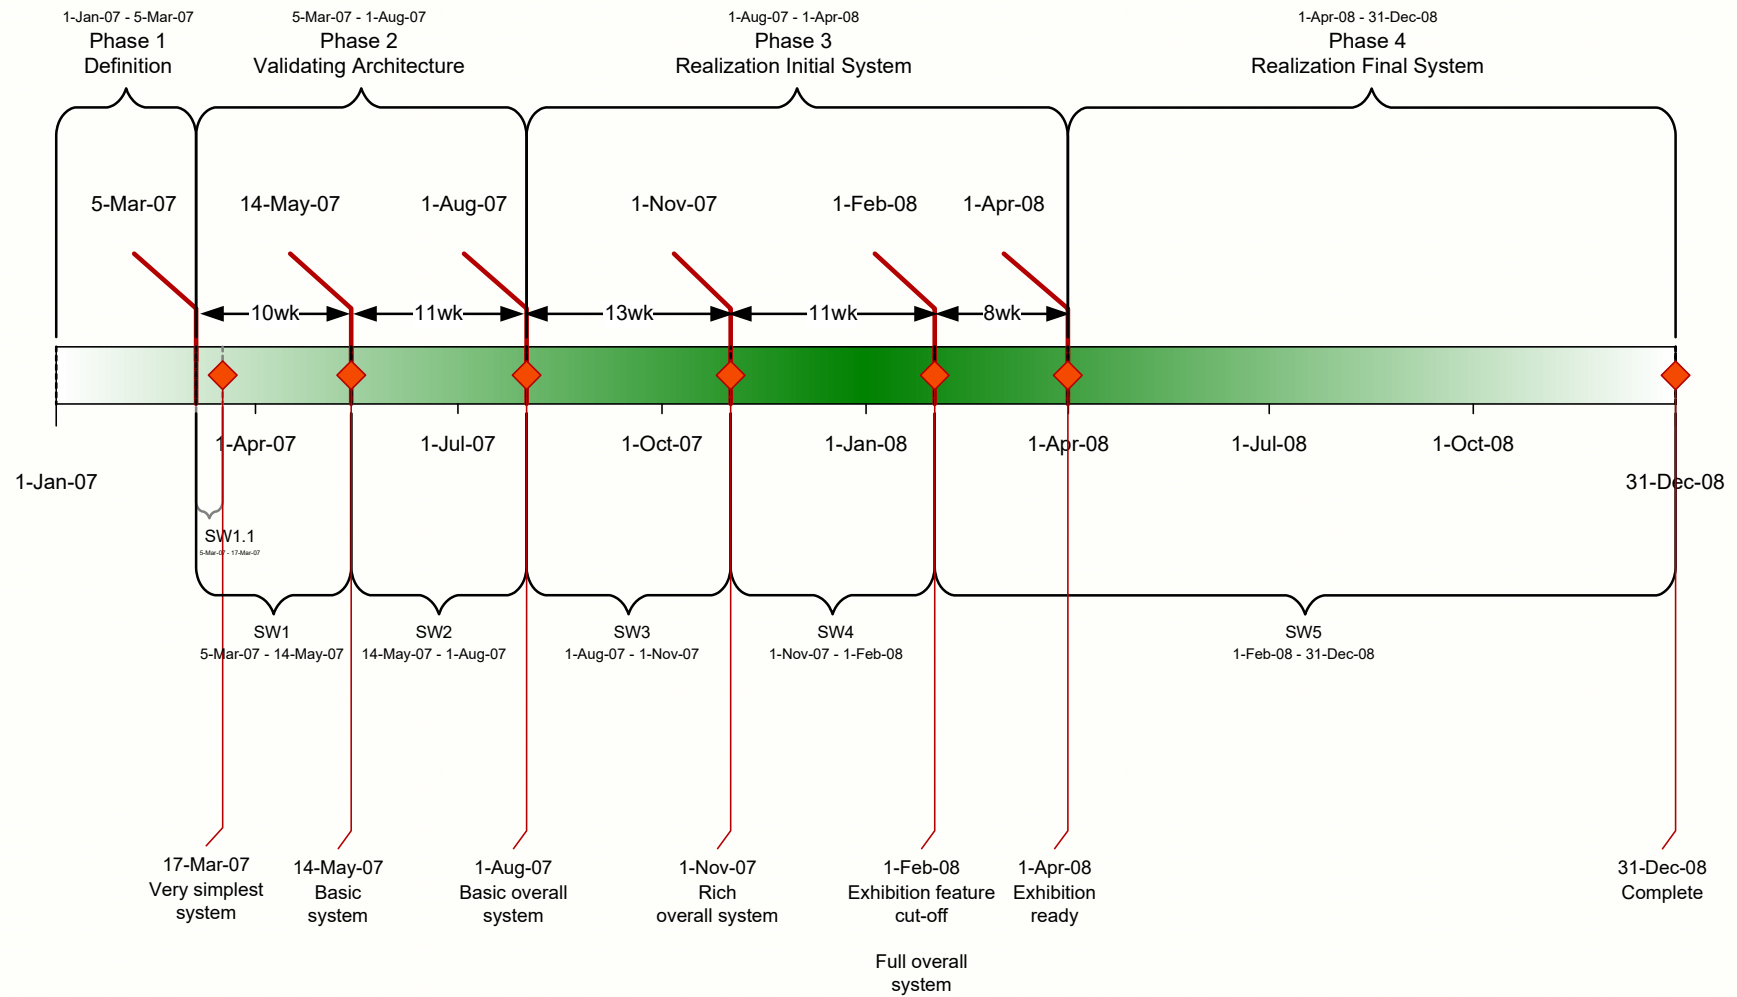 1-Jan-07 - 5-Mar-07
Phase 1
Definition
5-Mar-07 - 1-Aug-07
Phase 2
Validating Architecture
1-Aug-07 - 1-Apr-08
Phase 3
Realization Initial System
1-Apr-08 - 31-Dec-08
Phase 4
Realization Final System
5-Mar-07
14-May-07
1-Aug-07
1-Nov-07
1-Feb-08
1-Apr-08
10wk
11wk
13wk
11wk
8wk
1-Apr-07
1-Jul-07
1-Oct-07
1-Jan-08
1-Apr-08
1-Jul-08
1-Oct-08
1-Jan-07
31-Dec-08
SW1.1
5-Mar-07 - 17-Mar-07
SW1
5-Mar-07 - 14-May-07
SW2
14-May-07 - 1-Aug-07
SW3
1-Aug-07 - 1-Nov-07
SW4
1-Nov-07 - 1-Feb-08
SW5
1-Feb-08 - 31-Dec-08
17-Mar-07
Very simplest
system
14-May-07
Basic
system
1-Aug-07
Basic overall
system
1-Nov-07
Rich
overall system
1-Feb-08
Exhibition feature
cut-off
Full overall
system
1-Apr-08
Exhibition
ready
31-Dec-08
Complete